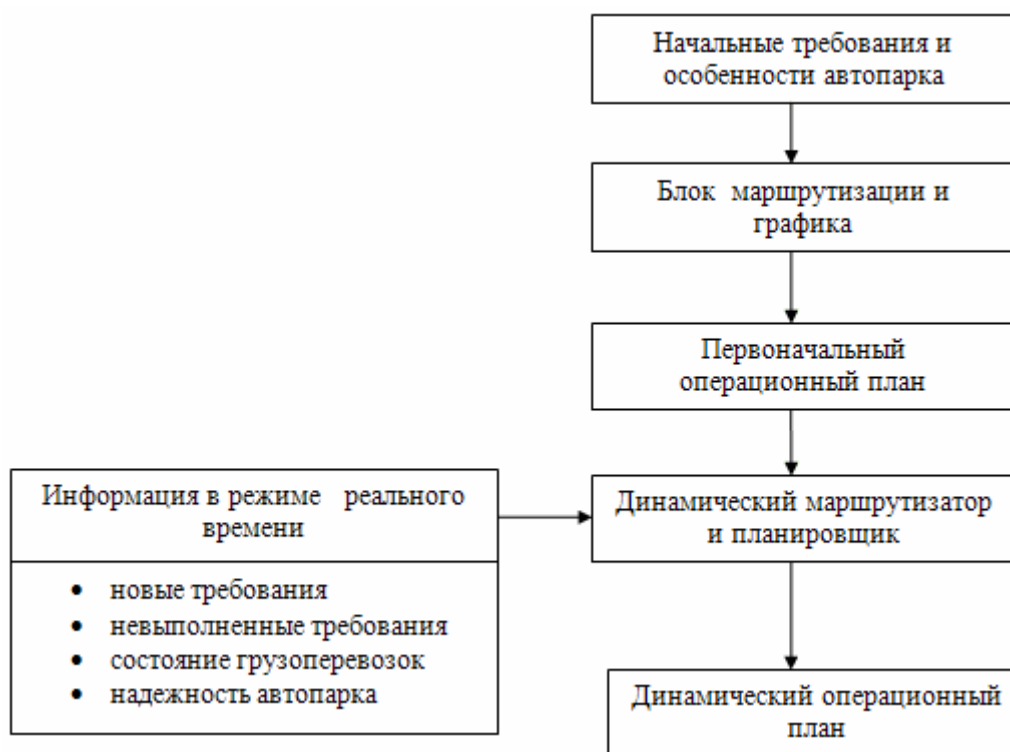 Начальные требования и
особенности автопарка
Блок маршрутизации и
графика
Первоначальный
операционный план
Информация в режиме реального
времени
• новые требования
• невыполненные требования
• состояние грузоперевозок
• надежность автопарка
Динамический маршрутизатор
и планировщик
Динамический операционный
план